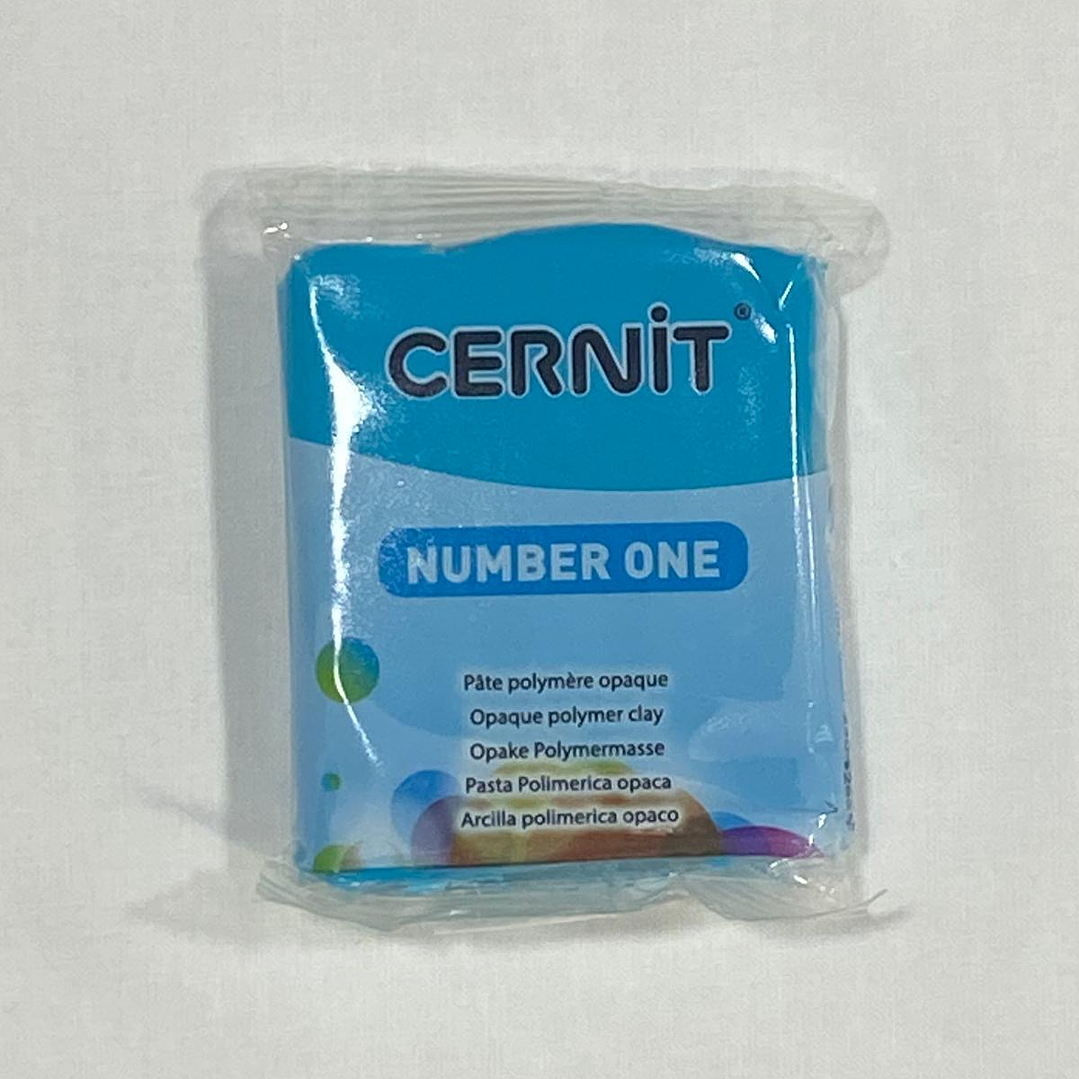 CERNiT®
NUMBER ONE
Pâte polymère opaque
Opaque polymer clay
Opake Polymermasse
Pasta Polimerica opaca
Arcilla polimerica opaco